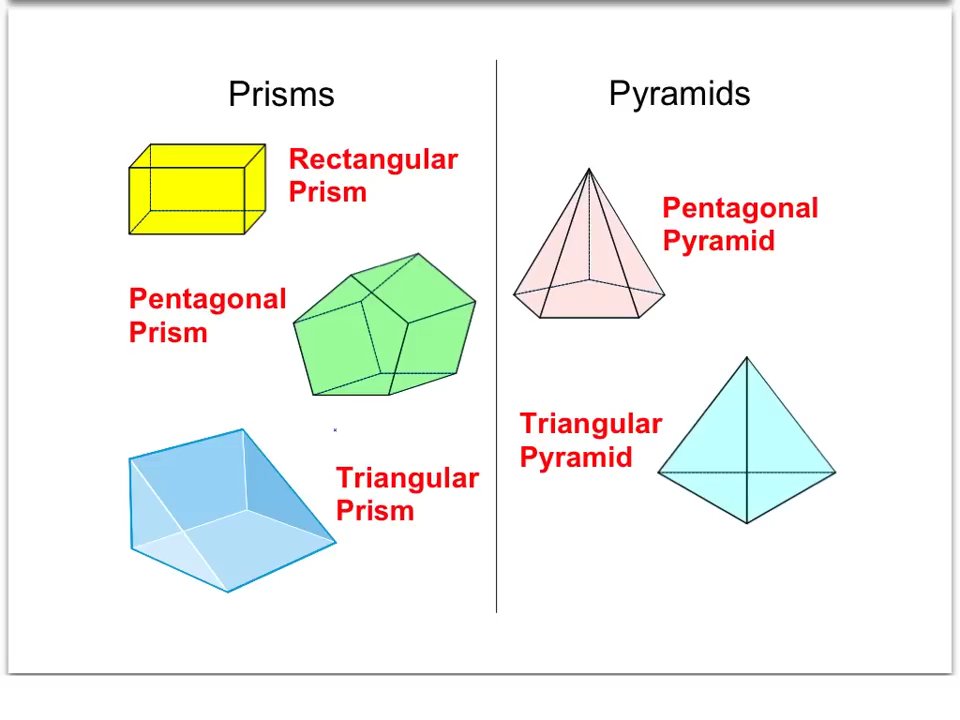 Prisms
Rectangular
Prism
Pentagonal
Prism
Triangular
Prism
Pyramids
Pentagonal
Pyramid
Triangular
Pyramid